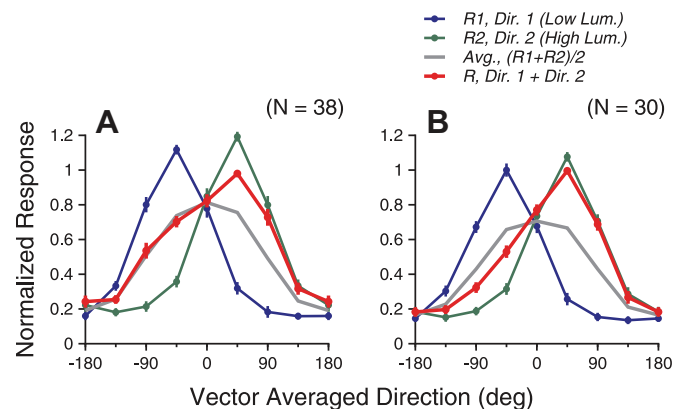 R1, Dir. 1 (Low Lum.)
R2, Dir. 2 (High Lum.)
Avg., (R1+R2)/2
R, Dir. 1 + Dir. 2
A
(N = 38)
B
(N = 30)
Normalized Response
1.2
1
0.8
0.6
0.4
0.2
0
-180
-90
0
90
180
1.2
1
0.8
0.6
0.4
0.2
0
-180
-90
0
90
180
Vector Averaged Direction (deg)